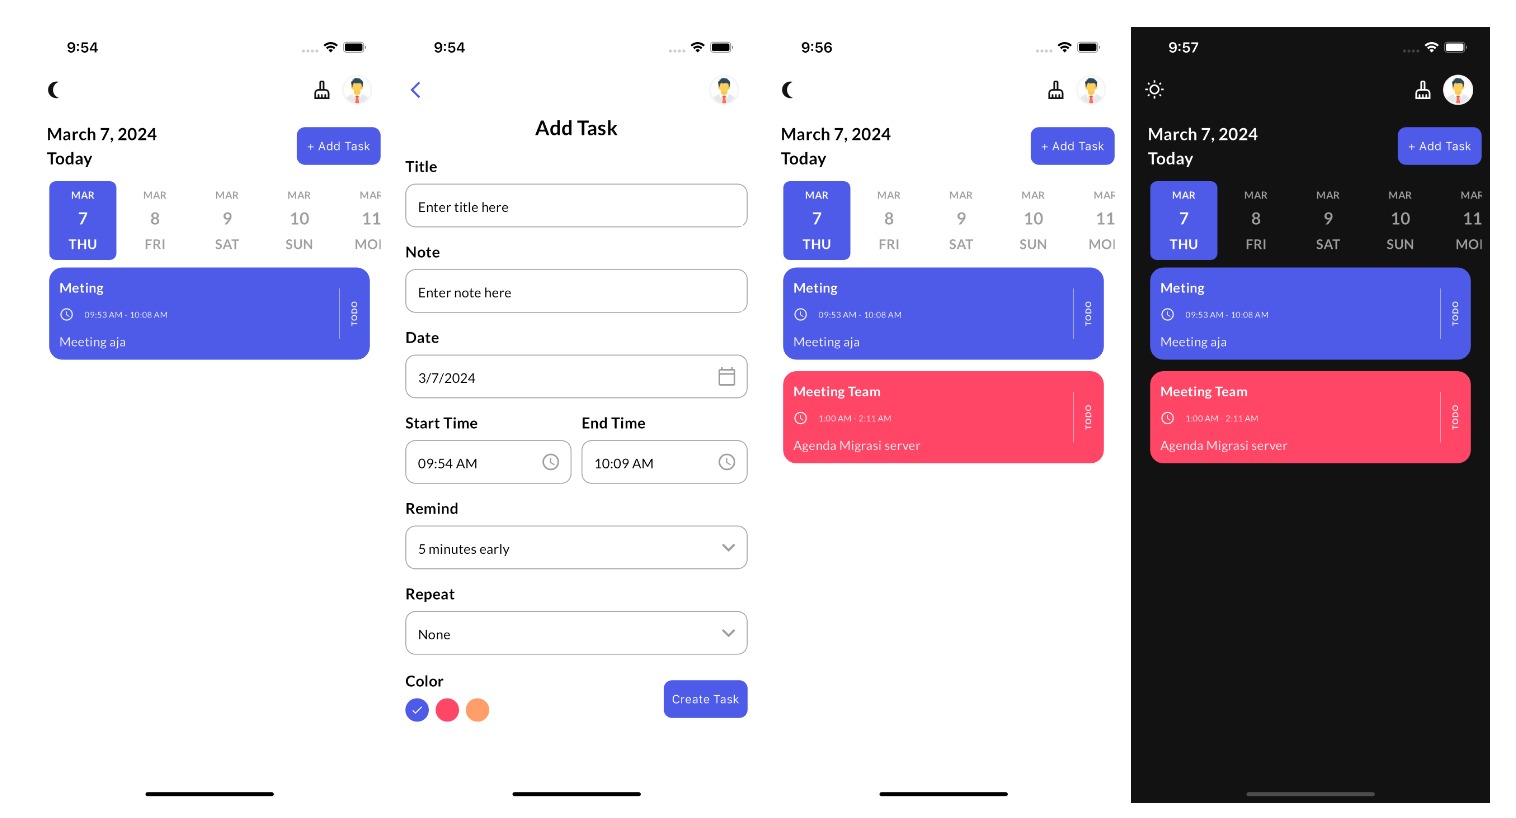 9:54
March 7, 2024
Today
+ Add Task
MAR MAR MAR MAR MAR
7 8 9 10 11
THU FRI SAT SUN MOI
Meting
09:53 AM - 10:08 AM
Meeting aja
TODO
9:54
Add Task
Title
Enter title here
Note
Enter note here
Date
3/7/2024
Start Time End Time
09:54 AM 10:09 AM
Remind
5 minutes early
Repeat
None
Color
Create Task
9:56
March 7, 2024
Today
+ Add Task
MAR MAR MAR MAR MAR
7 8 9 10 11
THU FRI SAT SUN MOI
Meting
09:53 AM - 10:08 AM
Meeting aja
TODO
Meeting Team
1:00 AM - 2:11 AM
Agenda Migrasi server
TODO
9:57
March 7, 2024
Today
+ Add Task
MAR MAR MAR MAR MAR
7 8 9 10 11
THU FRI SAT SUN MOI
Meting
09:53 AM - 10:08 AM
Meeting aja
TODO
Meeting Team
1:00 AM - 2:11 AM
Agenda Migrasi server
TODO